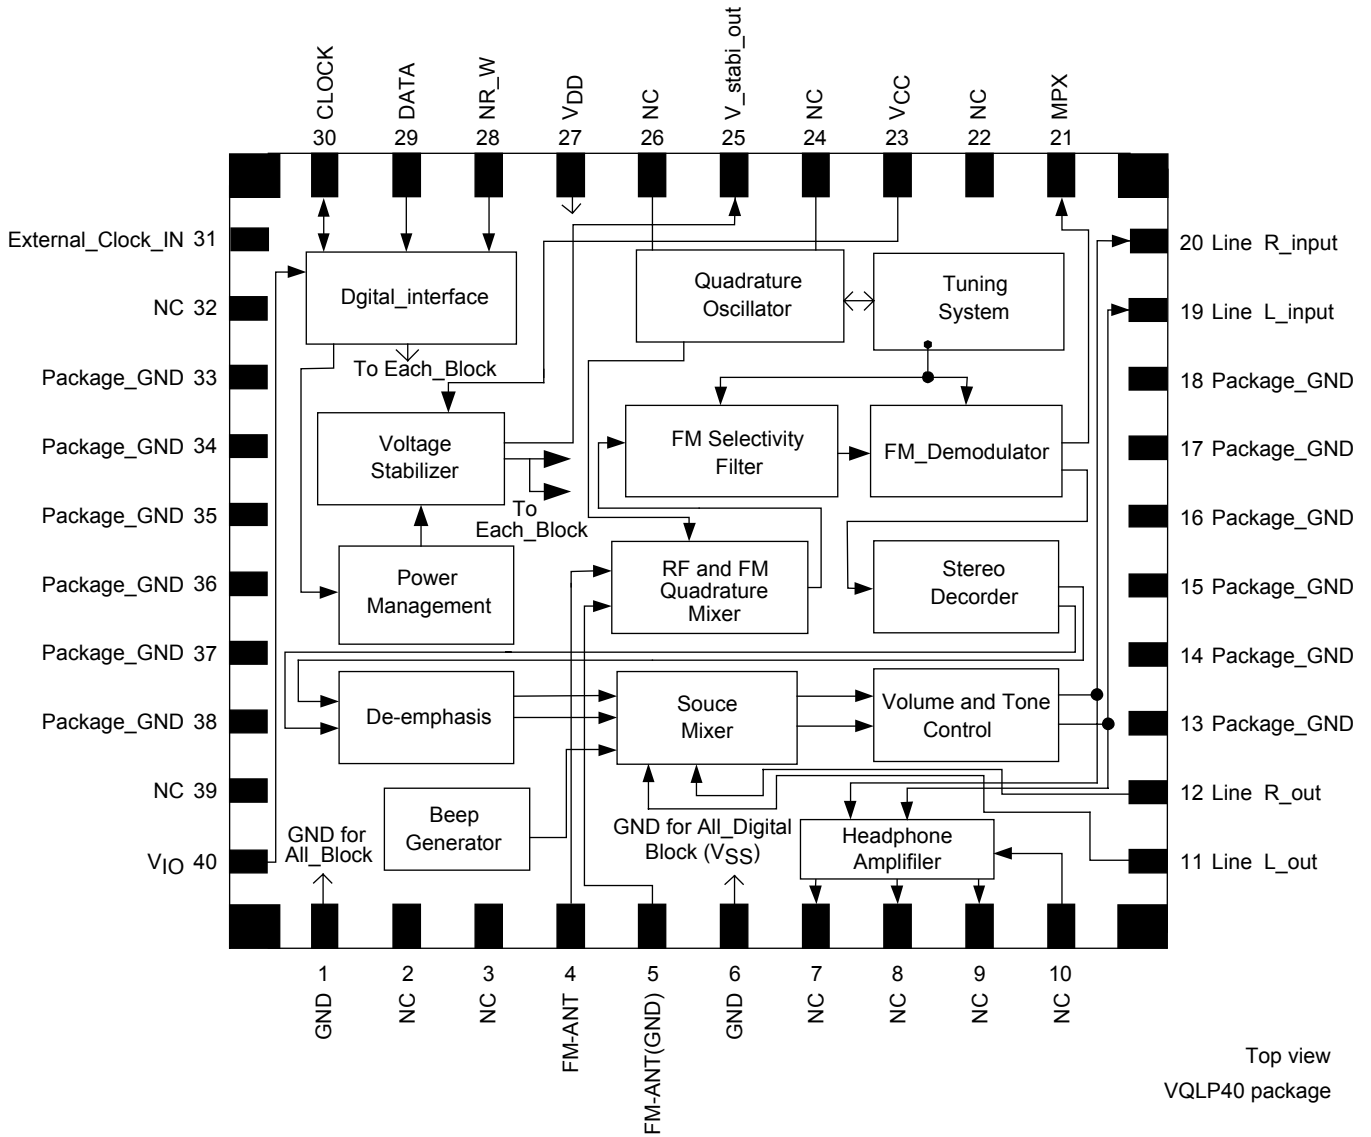 CLOCK
DATA
NR_W
VDD
NC
V_stabi_out
NC
VCC
NC
MPX
30
29
28
27
26
25
24
23
22
21
External_Clock_IN 31
NC 32
Package_GND 33
Package_GND 34
Package_GND 35
Package_GND 36
Package_GND 37
Package_GND 38
NC 39
VIO 40
20 Line R_input
19 Line L_input
18 Package_GND
17 Package_GND
16 Package_GND
15 Package_GND
14 Package_GND
13 Package_GND
12 Line R_out
11 Line L_out
Dgital_interface
Quadrature
Oscillator
Tuning
System
To Each_Block
Voltage
Stabilizer
FM Selectivity
Filter
FM_Demodulator
To
Each_Block
Power
Management
RF and FM
Quadrature
Mixer
Stereo
Decorder
De-emphasis
Souce
Mixer
Volume and Tone
Control
Beep
Generator
GND for
All_Block
GND for All_Digital
Block (VSS)
Headphone
Amplifiler
1
2
3
4
5
6
7
8
9
10
GND
NC
NC
FM-ANT
FM-ANT(GND)
GND
NC
NC
NC
NC
Top view
VQLP40 package